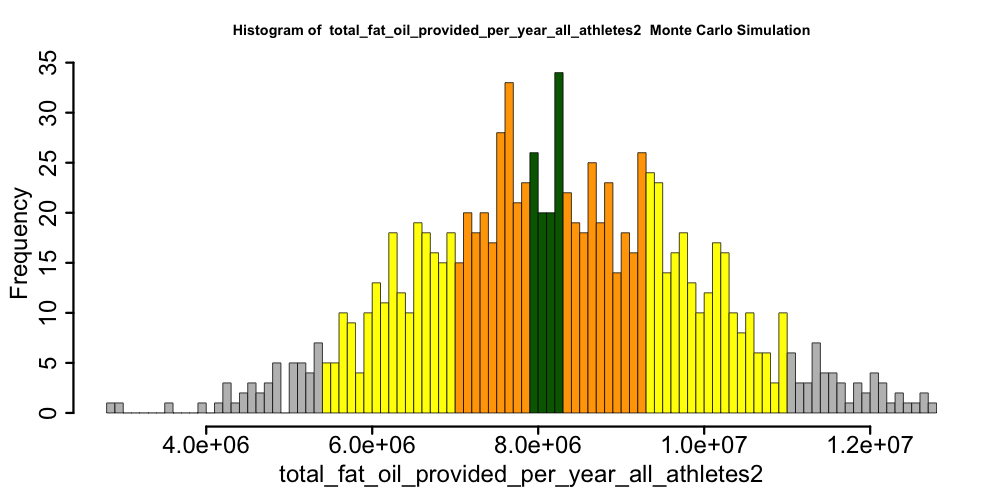 Histogram of  total_fat_oil_provided_per_year_all_athletes2  Monte Carlo Simulation
35
30
25
20
15
10
5
0
Frequency
4.0e+06 6.0e+06 8.0e+06 1.0e+07 1.2e+07
total_fat_oil_provided_per_year_all_athletes2